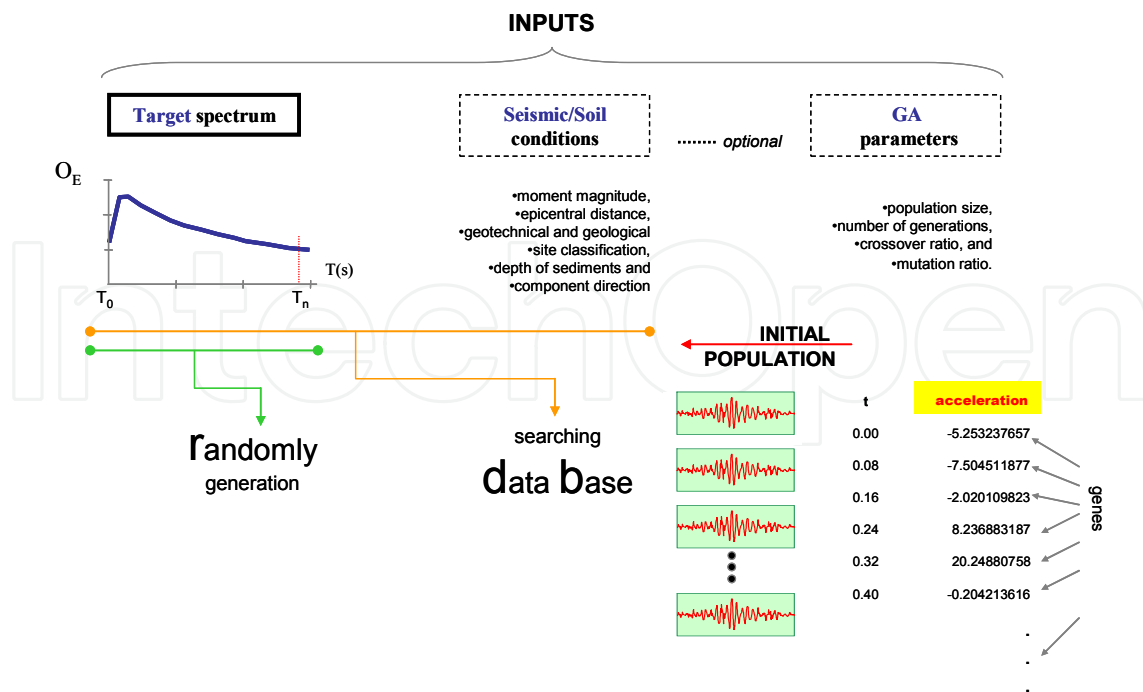 INPUTS
Target spectrum
Seismic/Soil
conditions
optional
GA
parameters
O_E
T(s)
T_0
T_n
•moment magnitude,
•epicentral distance,
•geotechnical and geological
•site classification,
•depth of sediments and
•component direction
•population size,
•number of generations,
•crossover ratio, and
•mutation ratio.
INITIAL
POPULATION
randomly
generation
searching
data base
t acceleration
0.00 -5.253237657
0.08 -7.504511877
0.16 -2.020109823
0.24 8.236883187
0.32 20.24880758
0.40 -0.204213616
.
.
.
genes
IntechOpen